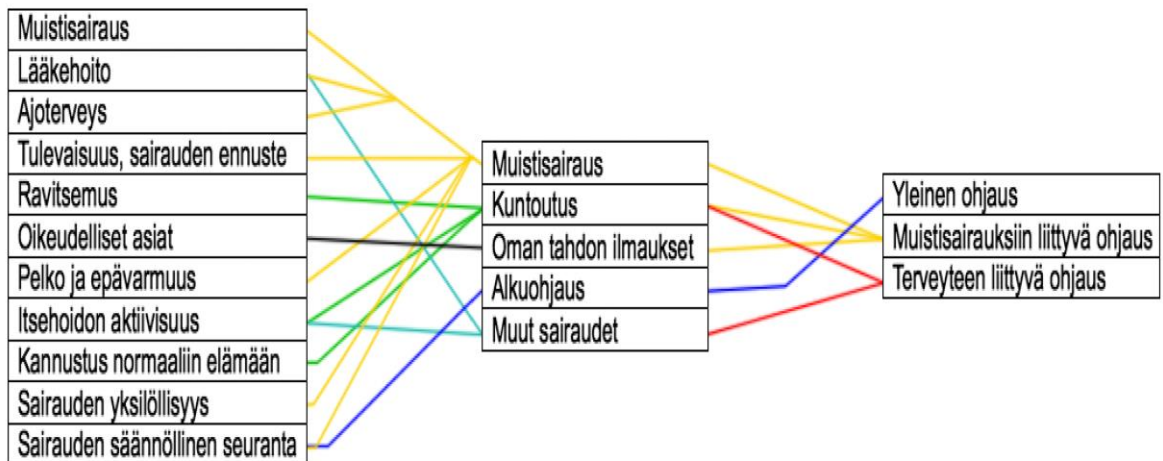 Muistisairaus
Lääkehoito
Ajoterveys
Tulevaisuus, sairauden ennuste
Ravitsemus
Oikeudelliset asiat
Pelko ja epävarmuus
Itsehoidon aktiivisuus
Kannustus normaaliin elämään
Sairauden yksilöllisyys
Sairauden säännöllinen seuranta
Muistisairaus
Kuntoutus
Oman tahdon ilmaukset
Alkuohjaus
Muut sairaudet
Yleinen ohjaus
Muistisairauksiin liittyvä ohjaus
Terveyteen liittyvä ohjaus